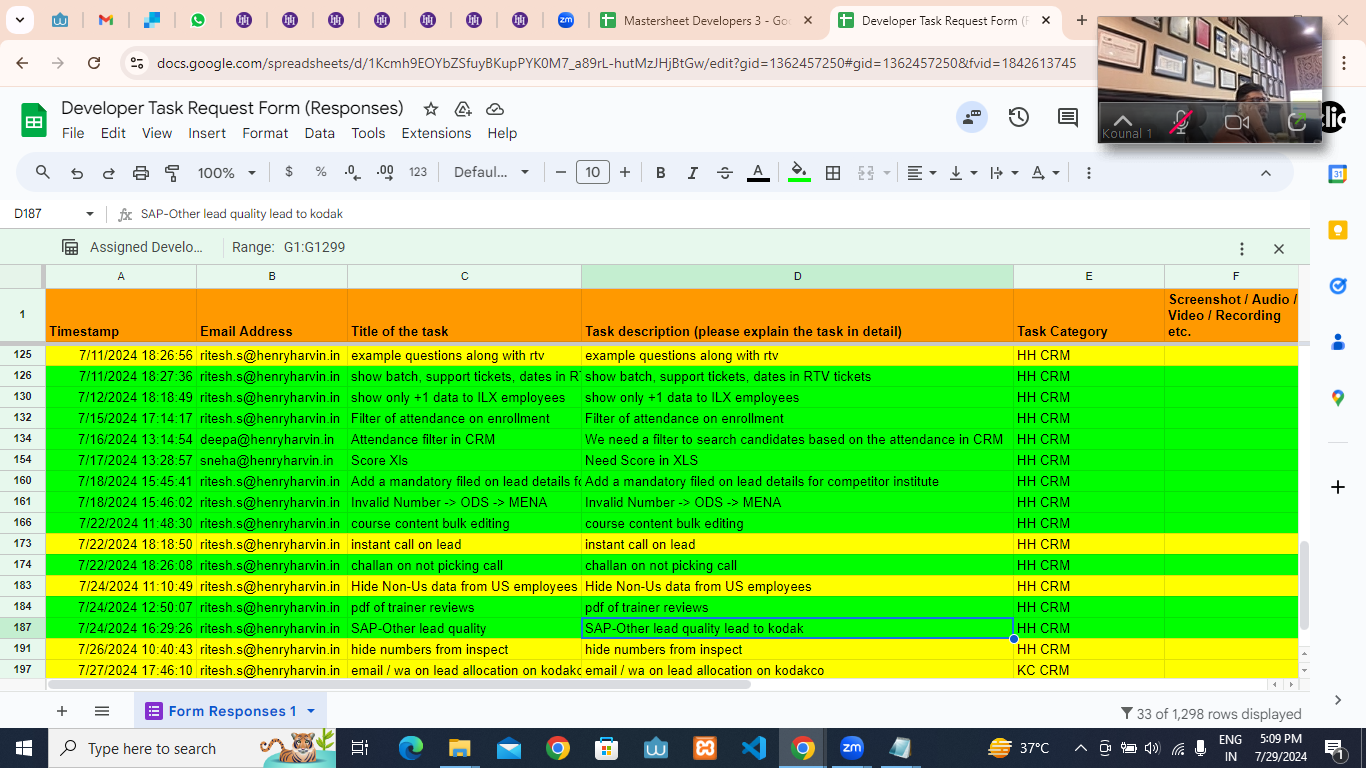 Mastersheet Developers 3 - Go
Developer Task Request Form (
docs.google.com/spreadsheets/d/1Kcmh9EOYbZSfuyBKupPYK0M7_a89rL-hutMzJHjBtGw/edit?gid=1362457250#gid=1362457250&fvid=1842613745
Developer Task Request Form (Responses)
File Edit View Insert Format Data Tools Extensions Help
Kounal 1
100% $ % .0 .00 123 Defaul... 10 B I A
D187 fx SAP-Other lead quality lead to kodak
Assigned Develo... Range: G1:G1299
A B C D E F
1 Timestamp Email Address Title of the task Task description (please explain the task in detail) Task Category Screenshot / Audio / Video / Recording etc.
125 7/11/2024 18:26:56 ritesh.s@henryharvin.in example questions along with rtv example questions along with rtv HH CRM
126 7/11/2024 18:27:36 ritesh.s@henryharvin.in show batch, support tickets, dates in RT show batch, support tickets, dates in RTV tickets HH CRM
130 7/12/2024 18:18:49 ritesh.s@henryharvin.in show only +1 data to ILX employees show only +1 data to ILX employees HH CRM
132 7/15/2024 17:14:17 ritesh.s@henryharvin.in Filter of attendance on enrollment Filter of attendance on enrollment HH CRM
134 7/16/2024 13:14:54 deepa@henryharvin.in Attendance filter in CRM We need a filter to search candidates based on the attendance in CRM HH CRM
154 7/17/2024 13:28:57 sneha@henryharvin.in Score Xls Need Score in XLS HH CRM
160 7/18/2024 15:45:41 ritesh.s@henryharvin.in Add a mandatory filed on lead details fo Add a mandatory filed on lead details for competitor institute HH CRM
161 7/18/2024 15:46:02 ritesh.s@henryharvin.in Invalid Number -> ODS -> MENA Invalid Number -> ODS -> MENA HH CRM
166 7/22/2024 11:48:30 ritesh.s@henryharvin.in course content bulk editing course content bulk editing HH CRM
173 7/22/2024 18:18:50 ritesh.s@henryharvin.in instant call on lead instant call on lead HH CRM
174 7/22/2024 18:26:08 ritesh.s@henryharvin.in challan on not picking call challan on not picking call HH CRM
183 7/24/2024 11:10:49 ritesh.s@henryharvin.in Hide Non-Us data from US employees Hide Non-Us data from US employees HH CRM
184 7/24/2024 12:50:07 ritesh.s@henryharvin.in pdf of trainer reviews pdf of trainer reviews HH CRM
187 7/24/2024 16:29:26 ritesh.s@henryharvin.in SAP-Other lead quality SAP-Other lead quality lead to kodak HH CRM
191 7/26/2024 10:40:43 ritesh.s@henryharvin.in hide numbers from inspect hide numbers from inspect HH CRM
197 7/27/2024 17:46:10 ritesh.s@henryharvin.in email / wa on lead allocation on kodakc email / wa on lead allocation on kodakco KC CRM
Form Responses 1 33 of 1,298 rows displayed
Type here to search 37°C ENG 5:09 PM
IN 7/29/2024 1